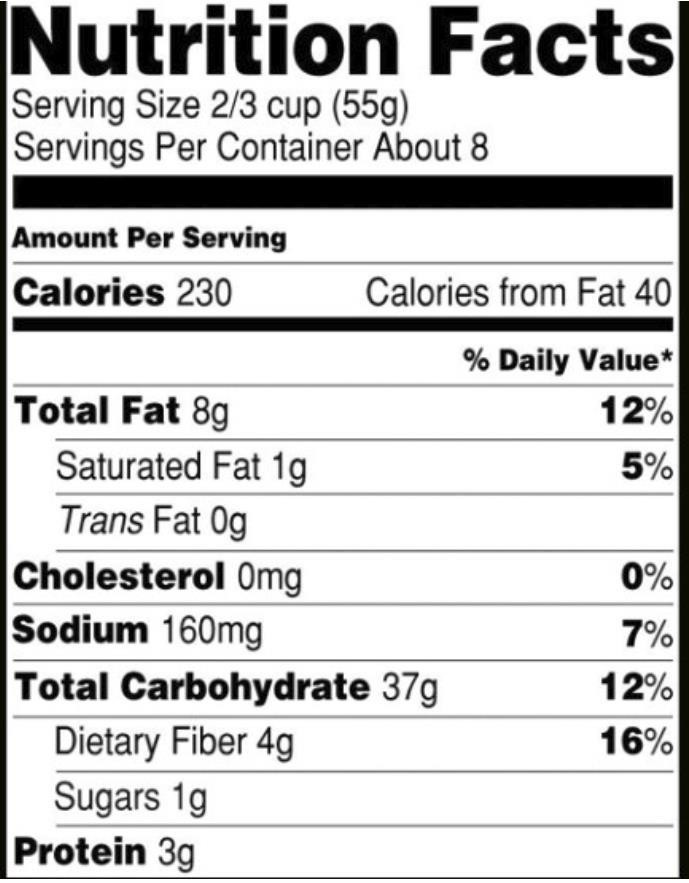 Nutrition Facts
Serving Size 2/3 cup (55g)
Servings Per Container About 8
Amount Per Serving
Calories 230 Calories from Fat 40
% Daily Value*
Total Fat 8g 12%
Saturated Fat 1g 5%
Trans Fat 0g
Cholesterol 0mg 0%
Sodium 160mg 7%
Total Carbohydrate 37g 12%
Dietary Fiber 4g 16%
Sugars 1g
Protein 3g